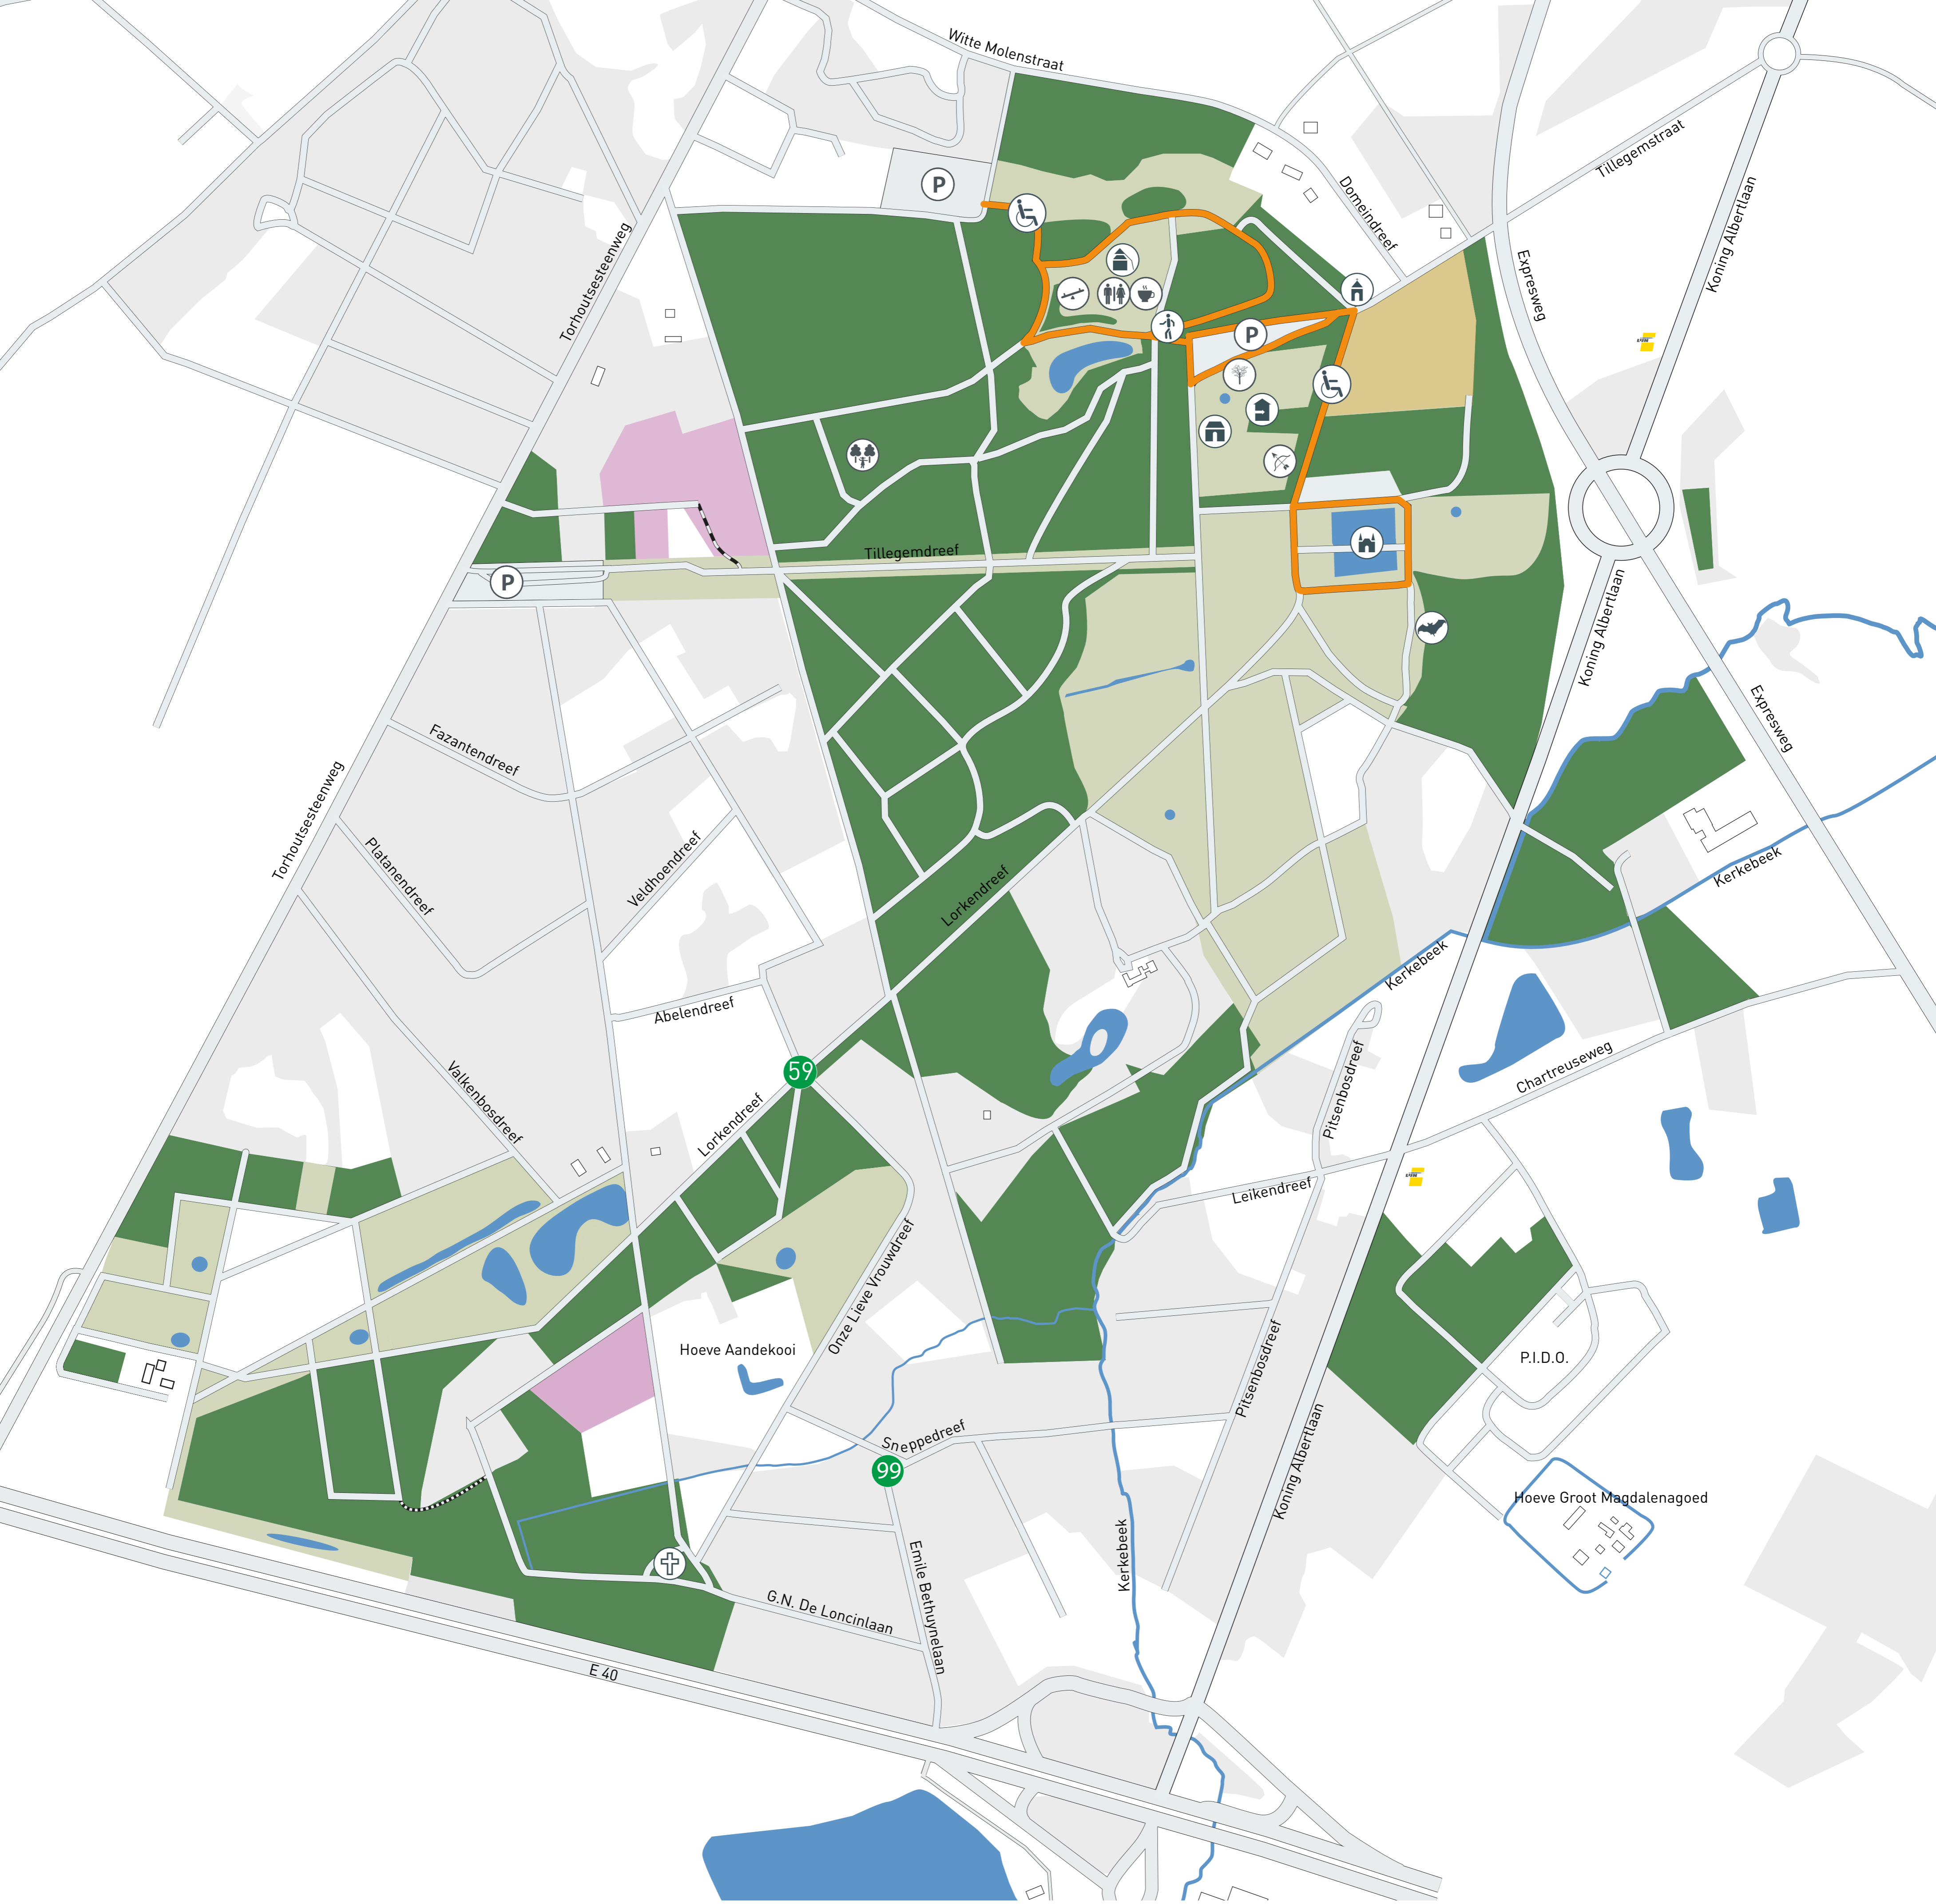 Witte Molenstraat
Tillegemstraat
P
Domeindreef
Koning Albertlaan
Torhoutsesteenweg
Expresweg
P
Tillegemdreef
P
Koning Albertlaan
Expresweg
Fazantendreef
Torhoutsesteenweg
Platanendreef
Veldhoendreef
Kerkebeek
Lorkendreef
Kerkebeek
Abelendreef
59
Valkenbosdreef
Pitsenbosdreef
Chartreuseweg
Lorkendreef
Leikendreef
Onze Lieve Vrouwdreef
Hoeve Aandekooi
P.I.D.O.
Pitsenbosdreef
Sneppedreef
99
Koning Albertlaan
Hoeve Groot Magdalenagoed
Kerkebeek
Emile Bethuynelaan
G.N. De Loncinlaan
E 40